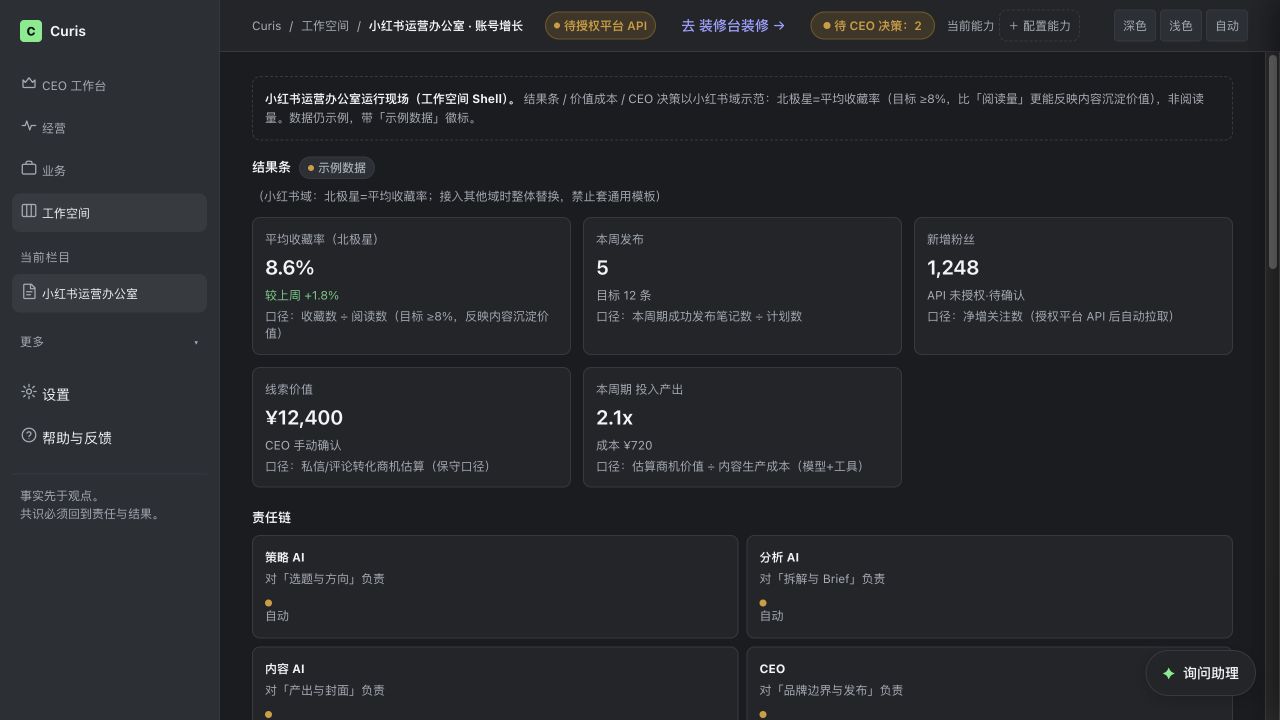 C Curis
CEO 工作台
经营
业务
工作空间
当前栏目
小红书运营办公室
更多
设置
帮助与反馈
事实先于观点。
共识必须回到责任与结果。
Curis / 工作空间 / 小红书运营办公室 · 账号增长
待授权平台 API
去 装修台装修 →
待 CEO 决策：2
当前能力
+ 配置能力
深色
浅色
自动
小红书运营办公室运行现场（工作空间 Shell）。 结果条 / 价值成本 / CEO 决策以小红书域示范：北极星=平均收藏率（目标 ≥8%，比「阅读量」更能反映内容沉淀价值），非阅读
量。数据仍示例，带「示例数据」徽标。
结果条 示例数据
（小红书域：北极星=平均收藏率；接入其他域时整体替换，禁止套通用模板）
平均收藏率（北极星）
8.6%
较上周 +1.8%
口径：收藏数 ÷ 阅读数（目标 ≥8%，反映内容沉淀价
值）
本周发布
5
目标 12 条
口径：本周期成功发布笔记数 ÷ 计划数
新增粉丝
1,248
API 未授权·待确认
口径：净增关注数（授权平台 API 后自动拉取）
线索价值
¥12,400
CEO 手动确认
口径：私信/评论转化商机估算（保守口径）
本周期 投入产出
2.1x
成本 ¥720
口径：估算商机价值 ÷ 内容生产成本（模型+工具）
责任链
策略 AI
对「选题与方向」负责
自动
分析 AI
对「拆解与 Brief」负责
自动
内容 AI
对「产出与封面」负责
CEO
对「品牌边界与发布」负责
询问助理